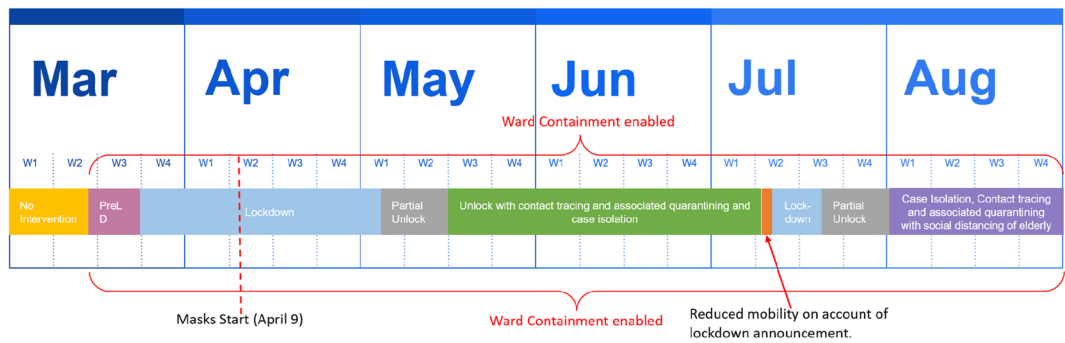 Mar Apr May Jun Jul Aug
Ward Containment enabled
W1 W2 W3 W4 W1 W2 W3 W4 W1 W2 W3 W4 W1 W2 W3 W4 W1 W2 W3 W4 W1 W2 W3 W4
No
Intervention
PreL
D
Lockdown
Partial
Unlock
Unlock with contact tracing and associated quarantining and
case isolation
Lock-
down
Partial
Unlock
Case Isolation, Contact tracing
and associated quarantining
with social distancing of elderly
Masks Start (April 9)
Ward Containment enabled
Reduced mobility on account of
lockdown announcement.